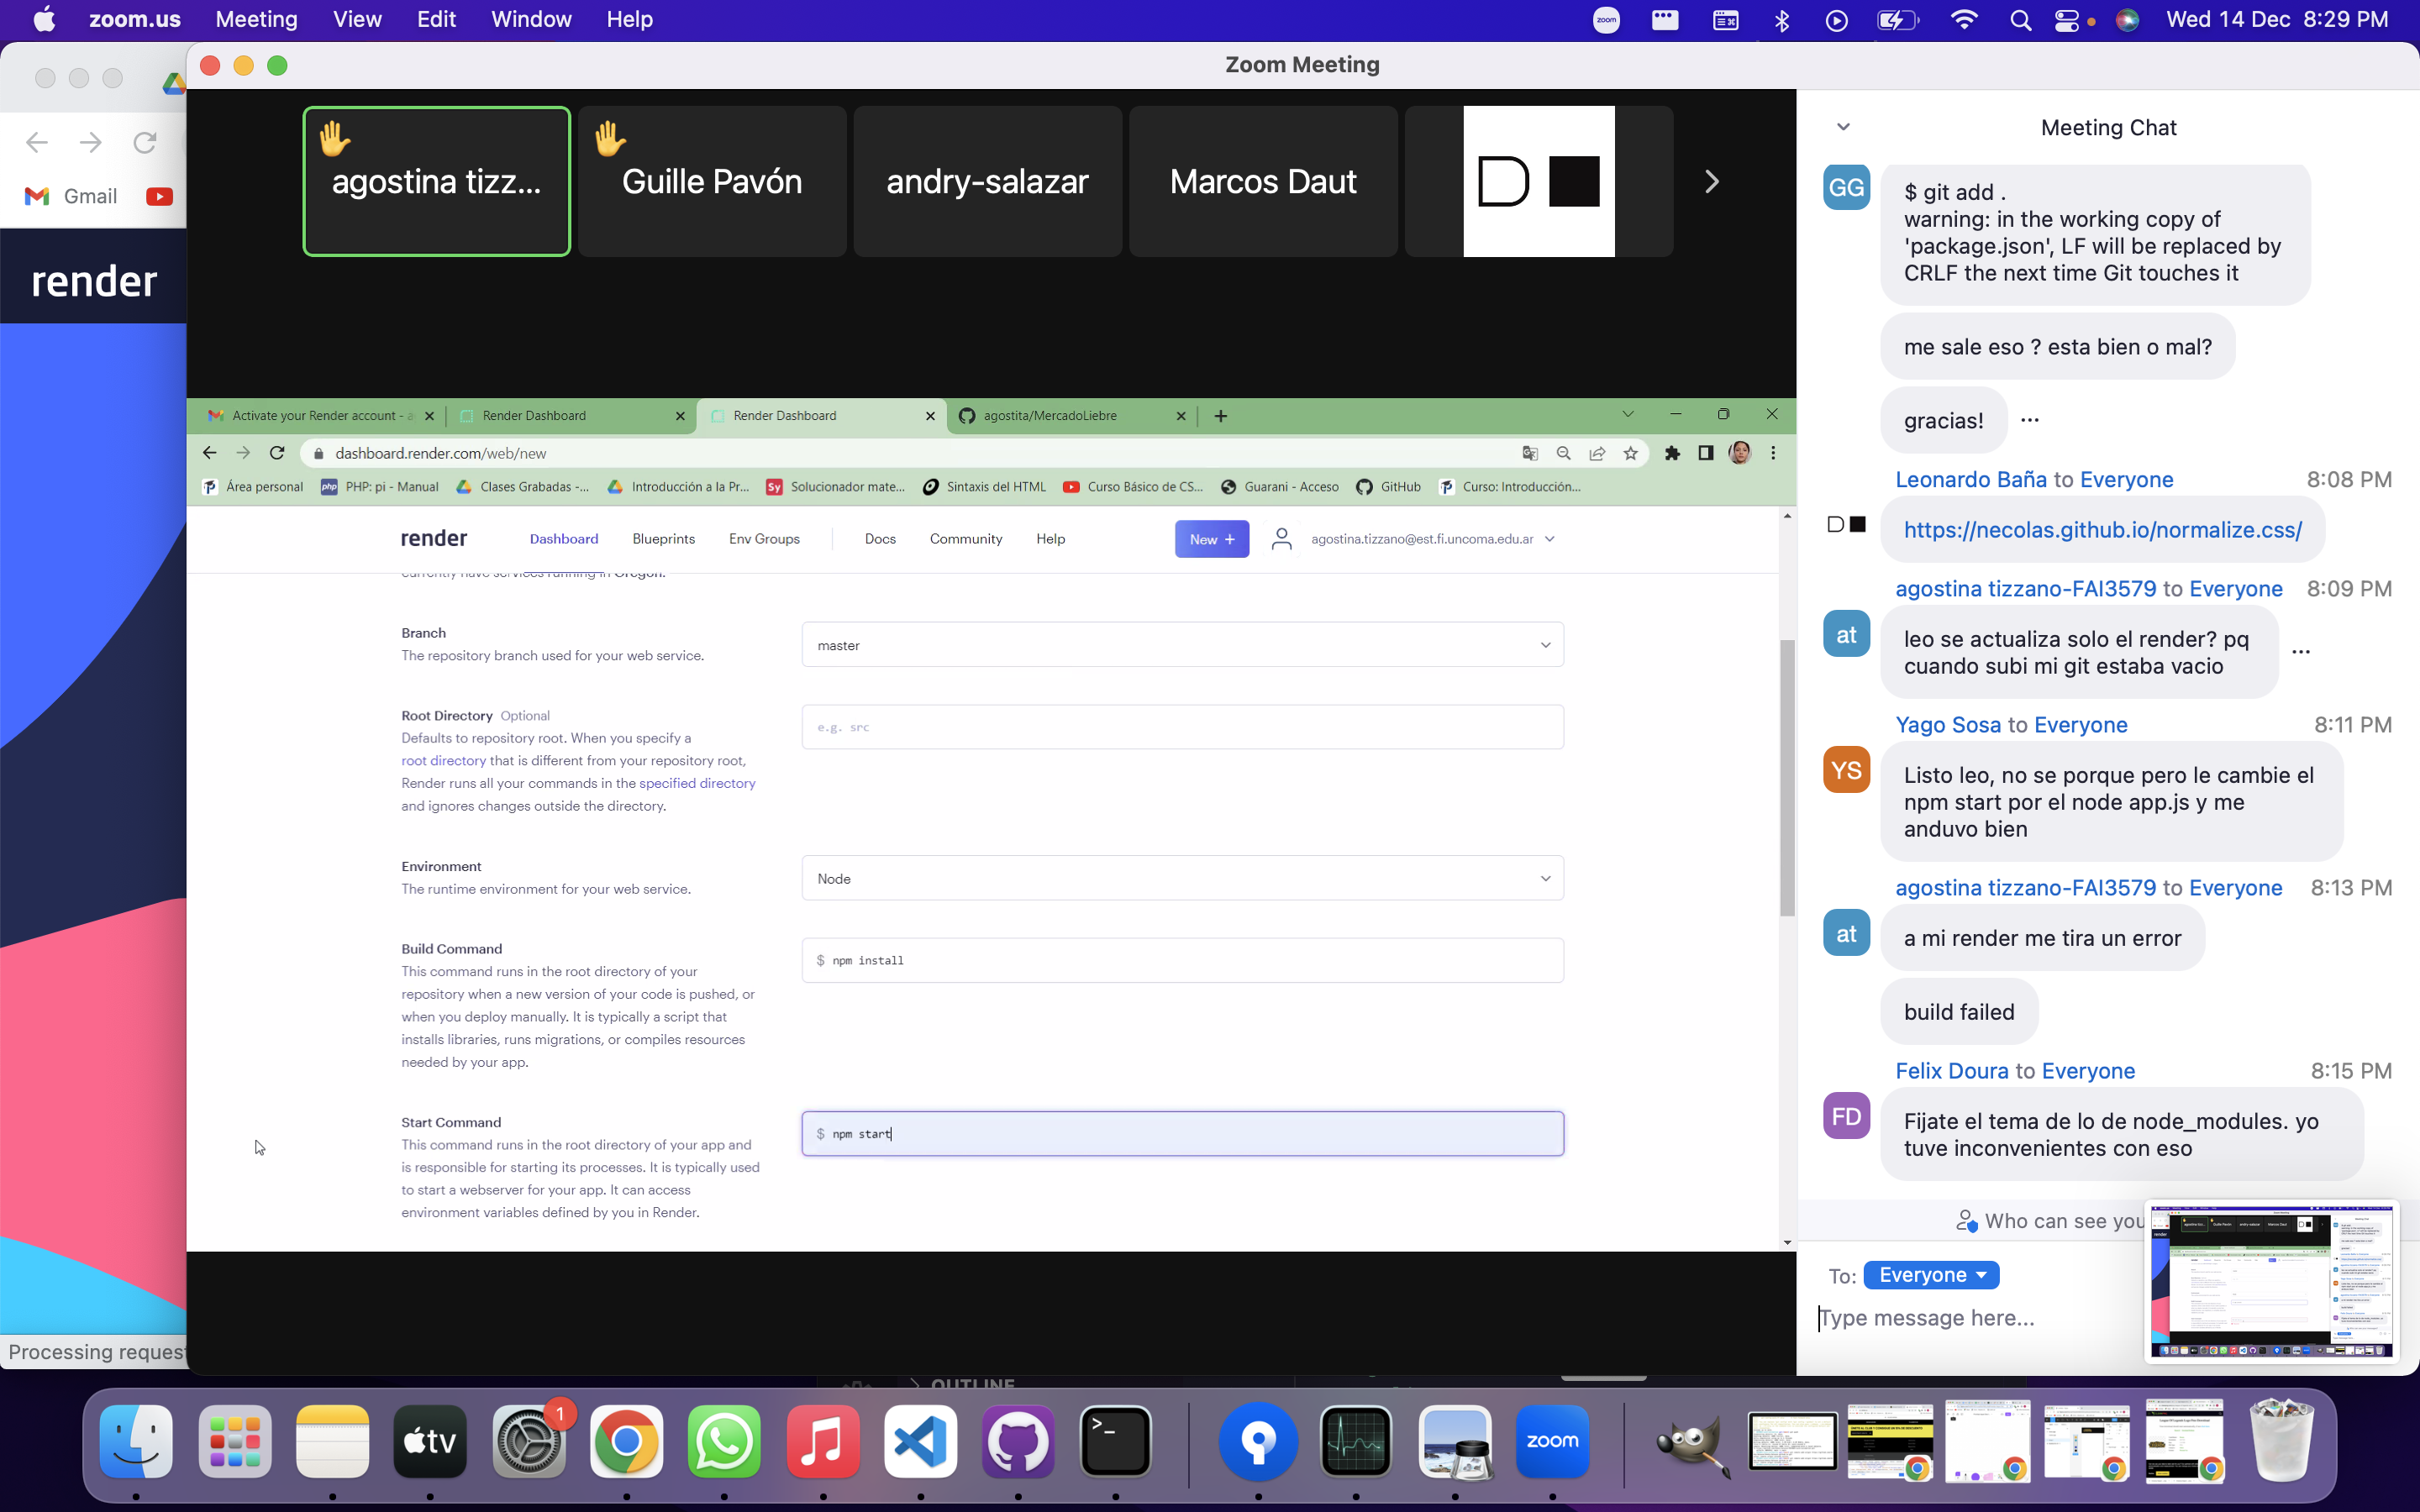 zoom.us Meeting View Edit Window Help
zoom
Wed 14 Dec 8:29 PM
Zoom Meeting
Gmail
render
Processing reques
agostina tizz...
Guille Pavón
andry-salazar
Marcos Daut
Activate your Render account - a
Render Dashboard
Render Dashboard
agostita/MercadoLiebre
dashboard.render.com/web/new
Área personal
php PHP: pi - Manual
Clases Grabadas -...
Introducción a la Pr...
Sy Solucionador mate...
Sintaxis del HTML
Curso Básico de CS...
Guarani - Acceso
GitHub
Curso: Introducción...
render Dashboard Blueprints Env Groups Docs Community Help New + agostina.tizzano@est.fi.uncoma.edu.ar
currently have services running in Oregon.
Branch
The repository branch used for your web service.
master
Root Directory Optional
Defaults to repository root. When you specify a
root directory that is different from your repository root,
Render runs all your commands in the specified directory
and ignores changes outside the directory.
e.g. src
Environment
The runtime environment for your web service.
Node
Build Command
This command runs in the root directory of your
repository when a new version of your code is pushed, or
when you deploy manually. It is typically a script that
installs libraries, runs migrations, or compiles resources
needed by your app.
$ npm install
Start Command
This command runs in the root directory of your app and
is responsible for starting its processes. It is typically used
to start a webserver for your app. It can access
environment variables defined by you in Render.
$ npm start
Meeting Chat
GG
$ git add .
warning: in the working copy of
'package.json', LF will be replaced by
CRLF the next time Git touches it
me sale eso ? esta bien o mal?
gracias!
Leonardo Baña to Everyone 8:08 PM
https://necolas.github.io/normalize.css/
agostina tizzano-FAI3579 to Everyone 8:09 PM
at
leo se actualiza solo el render? pq
cuando subi mi git estaba vacio
Yago Sosa to Everyone 8:11 PM
YS
Listo leo, no se porque pero le cambie el
npm start por el node app.js y me
anduvo bien
agostina tizzano-FAI3579 to Everyone 8:13 PM
at
a mi render me tira un error
build failed
Felix Doura to Everyone 8:15 PM
FD
Fijate el tema de lo de node_modules. yo
tuve inconvenientes con eso
Who can see you
To: Everyone
Type message here...
OUTLINE
tv
1
>_
zoom